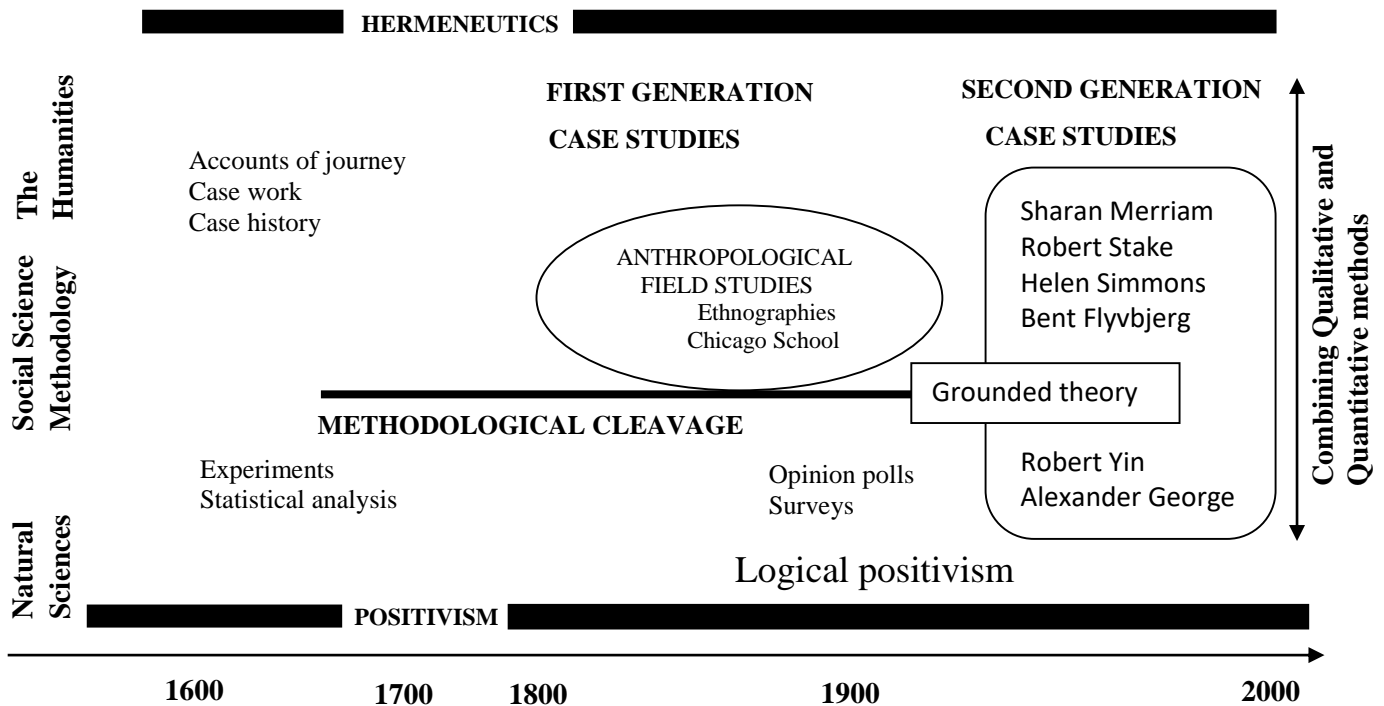 HERMENEUTICS
The
Humanities
Social Science
Methodology
Natural
Sciences
FIRST GENERATION
CASE STUDIES
SECOND GENERATION
CASE STUDIES
Accounts of journey
Case work
Case history
ANTHROPOLOGICAL
FIELD STUDIES
Ethnographies
Chicago School
Sharan Merriam
Robert Stake
Helen Simmons
Bent Flyvbjerg
Grounded theory
METHODOLOGICAL CLEAVAGE
Experiments
Statistical analysis
Opinion polls
Surveys
Robert Yin
Alexander George
Combining Qualitative and
Quantitative methods
Logical positivism
POSITIVISM
1600
1700
1800
1900
2000